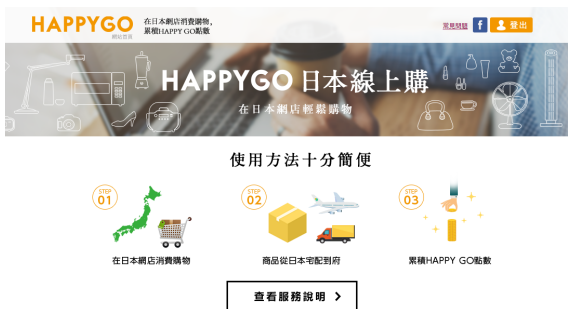 HAPPYGO
網站首頁
在日本網店消費購物，
累積HAPPY GO點數
常見問題
登出
HAPPYGO 日本線上購
在日本網店輕鬆購物
使用方法十分簡便
STEP
01
STEP
02
STEP
03
在日本網店消費購物
商品從日本宅配到府
累積HAPPY GO點數
查看服務說明